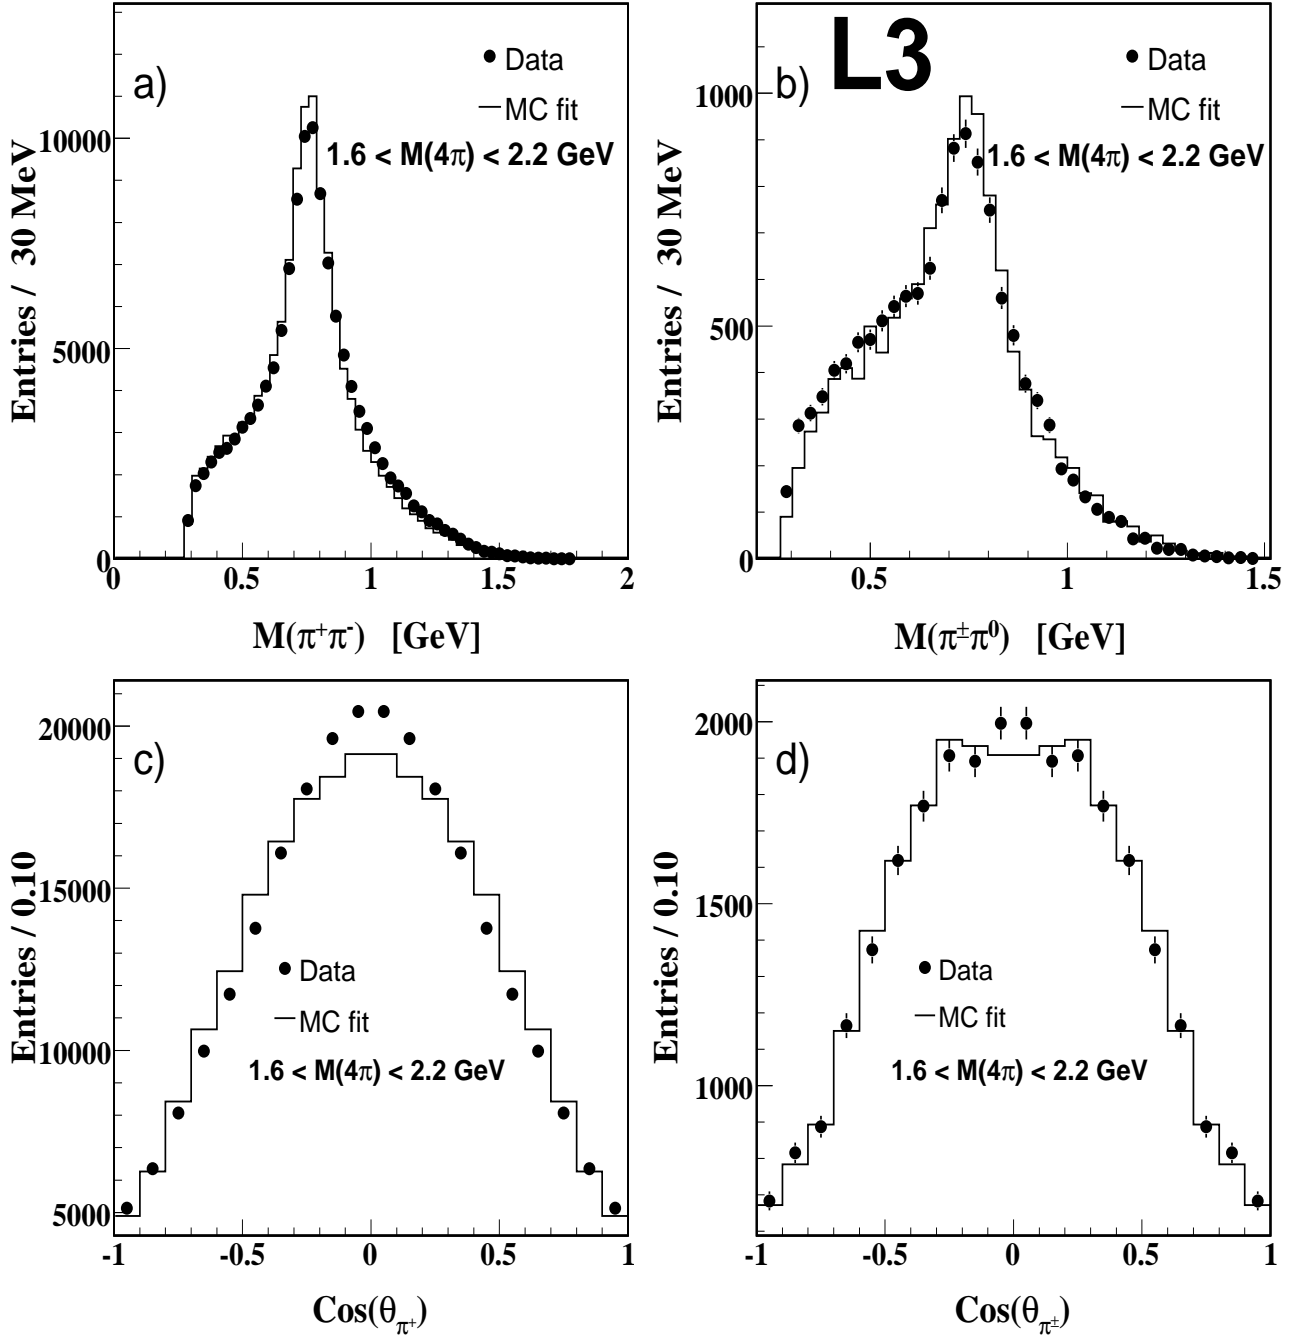 a)
● Data
— MC fit
1.6 < M(4π) < 2.2 GeV
Entries / 30 MeV
10000
5000
0
0 0.5 1 1.5 2
M(π⁺π⁻) [GeV]
L3
b)
● Data
— MC fit
1.6 < M(4π) < 2.2 GeV
Entries / 30 MeV
1000
500
0
0.5 1 1.5
M(π±π⁰) [GeV]
c)
● Data
— MC fit
1.6 < M(4π) < 2.2 GeV
Entries / 0.10
20000
15000
10000
5000
-1 -0.5 0 0.5 1
Cos(θπ⁺)
d)
● Data
— MC fit
1.6 < M(4π) < 2.2 GeV
Entries / 0.10
2000
1500
1000
-1 -0.5 0 0.5 1
Cos(θπ±)